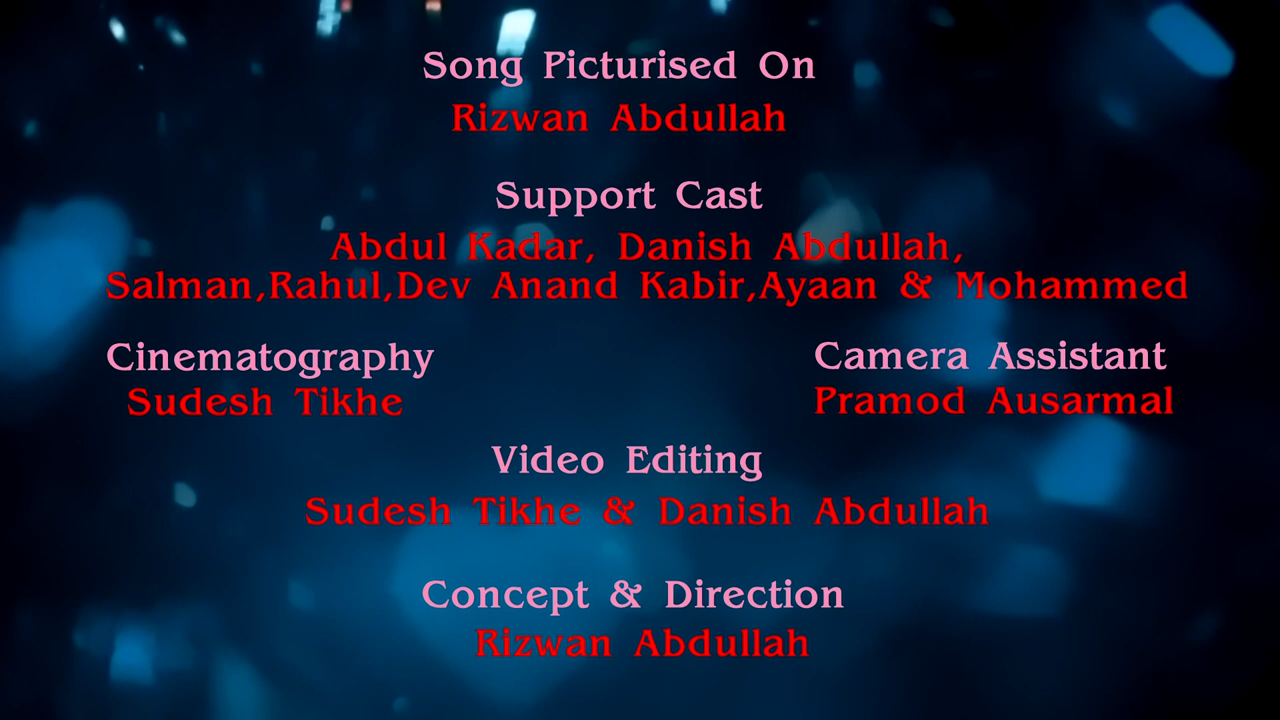 Song Picturised On
Rizwan Abdullah
Support Cast
Abdul Kadar, Danish Abdullah,
Salman,Rahul,Dev Anand Kabir,Ayaan & Mohammed
Cinematography
Sudesh Tikhe
Camera Assistant
Pramod Ausarmal
Video Editing
Sudesh Tikhe & Danish Abdullah
Concept & Direction
Rizwan Abdullah